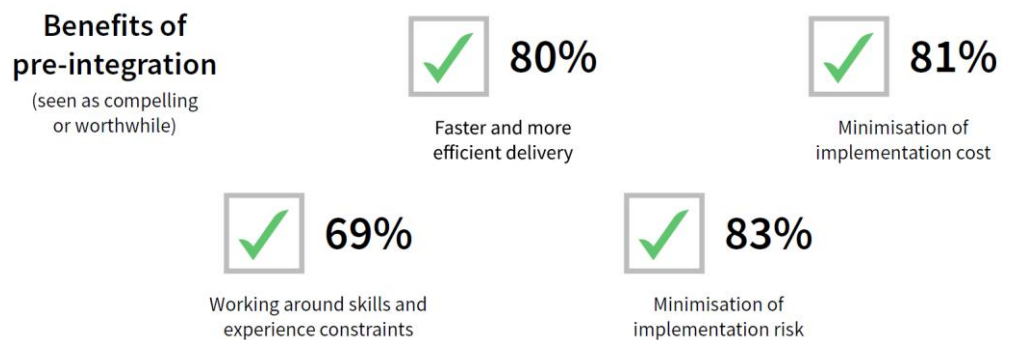 Benefits of
pre-integration
(seen as compelling
or worthwhile)
80%
Faster and more
efficient delivery
81%
Minimisation of
implementation cost
69%
Working around skills and
experience constraints
83%
Minimisation of
implementation risk